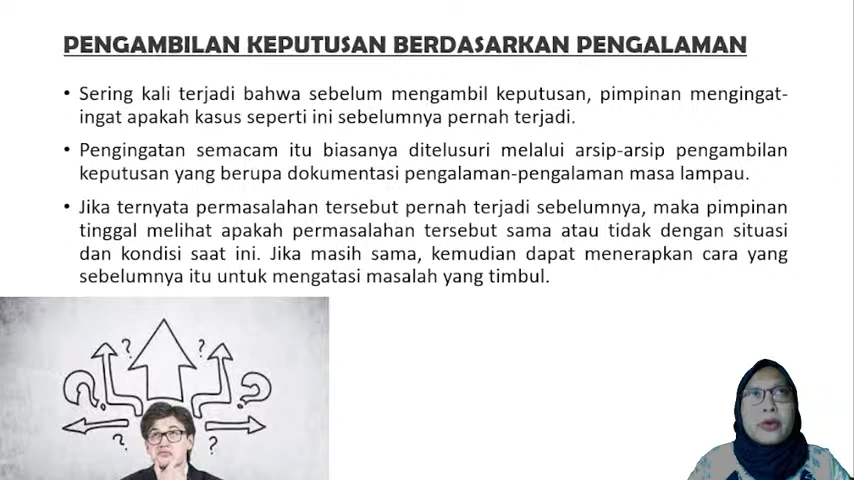 PENGAMBILAN KEPUTUSAN BERDASARKAN PENGALAMAN
• Sering kali terjadi bahwa sebelum mengambil keputusan, pimpinan mengingat-
ingat apakah kasus seperti ini sebelumnya pernah terjadi.
• Pengingatan semacam itu biasanya ditelusuri melalui arsip-arsip pengambilan
keputusan yang berupa dokumentasi pengalaman-pengalaman masa lampau.
• Jika ternyata permasalahan tersebut pernah terjadi sebelumnya, maka pimpinan
tinggal melihat apakah permasalahan tersebut sama atau tidak dengan situasi
dan kondisi saat ini. Jika masih sama, kemudian dapat menerapkan cara yang
sebelumnya itu untuk mengatasi masalah yang timbul.
? ?
? ?
? ?